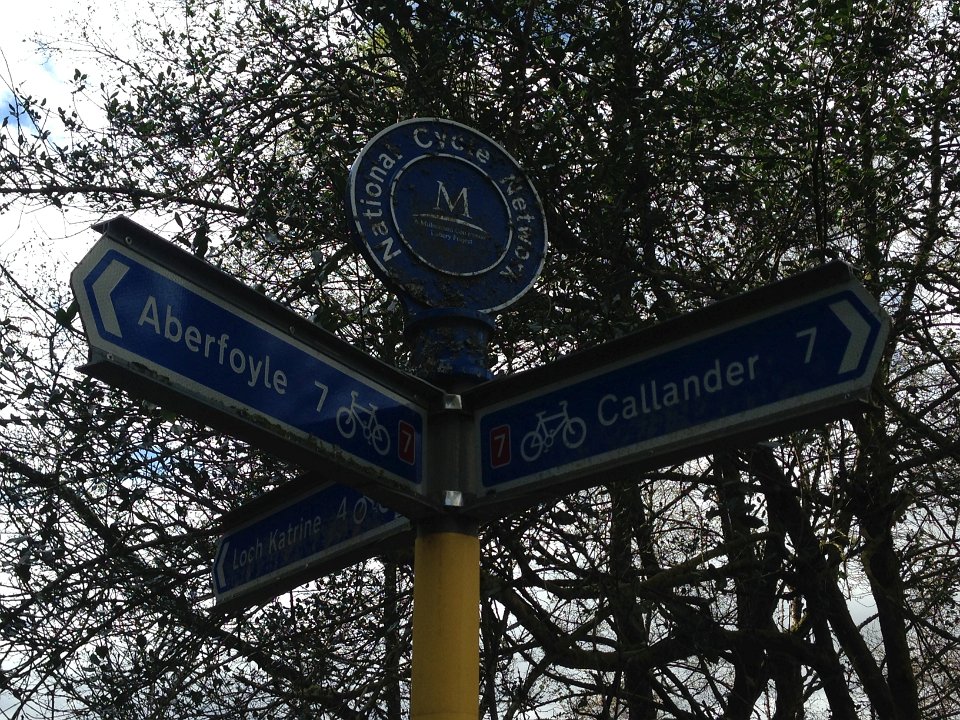 National Cycle Network
M
Aberfoyle 7
7
7
Callander 7
Loch Katrine 4